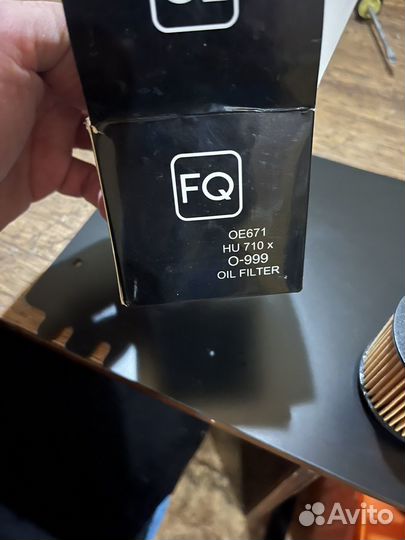 FQ
OE671
HU 710 x
O-999
OIL FILTER
Avito